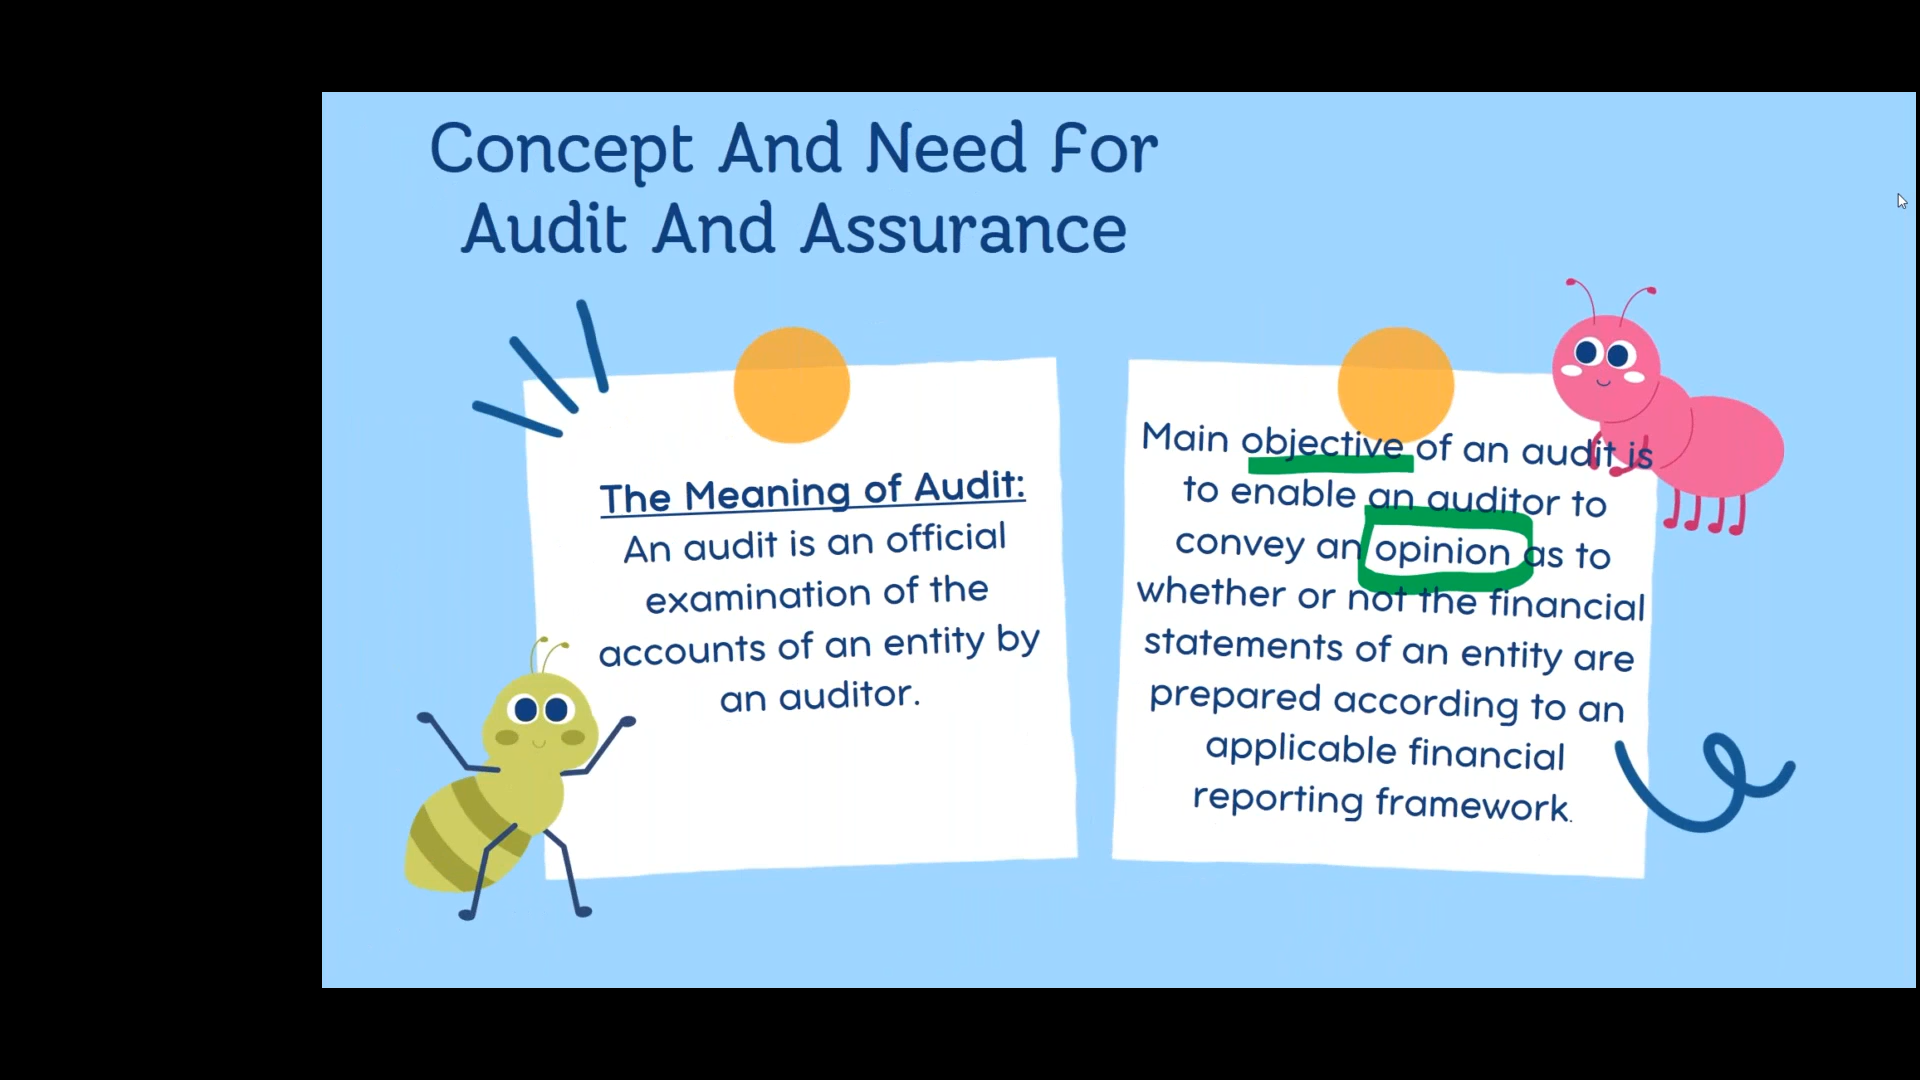 Concept And Need For
Audit And Assurance
The Meaning of Audit:
An audit is an official
examination of the
accounts of an entity by
an auditor.
Main objective of an audit is
to enable an auditor to
convey an opinion as to
whether or not the financial
statements of an entity are
prepared according to an
applicable financial
reporting framework.